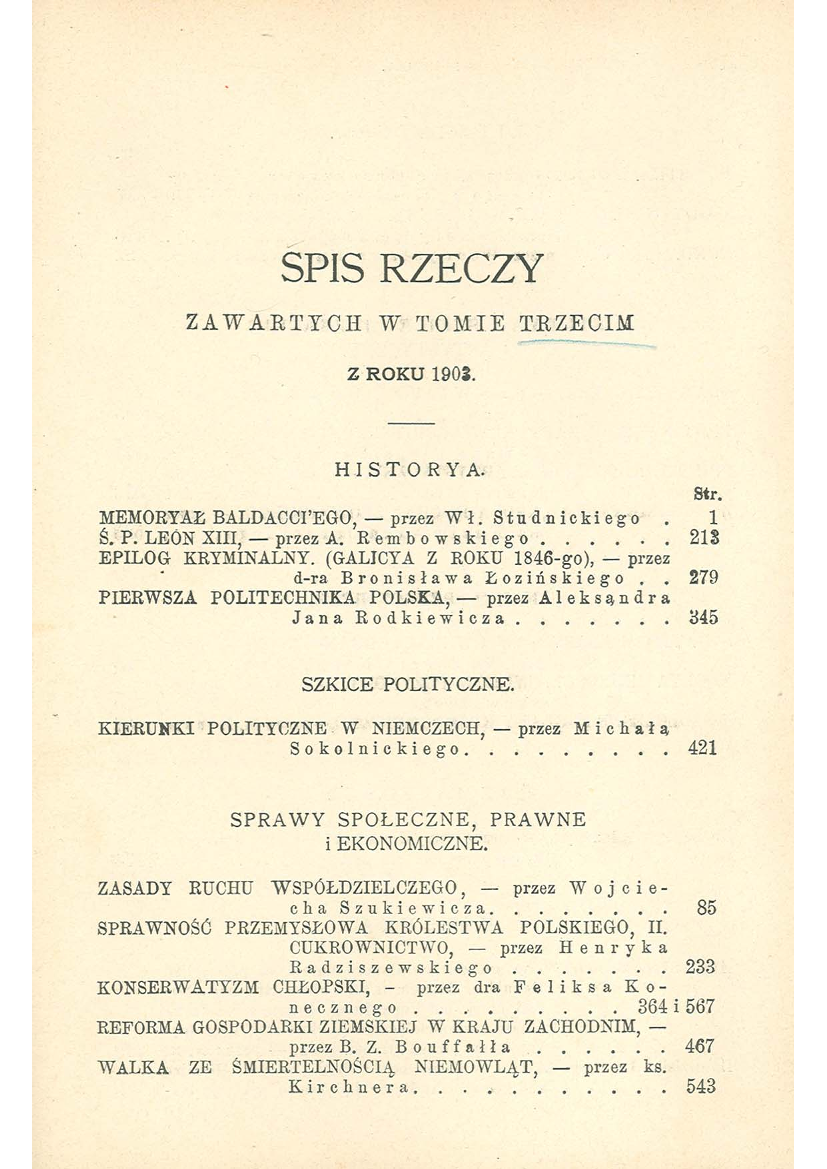 SPIS RZECZY
ZAWARTYCH W TOMIE TRZECIM
Z ROKU 1903.
HISTORYA.
Str.
MEMORYAŁ BALDACCI'EGO, — przez Wł. Studnickiego . 1
Ś. P. LEON XIII, — przez A. Rembowskiego . . . . . . 213
EPILOG KRYMINALNY. (GALICYA Z ROKU 1846-go), — przez
d-ra Bronisława Łozińskiego . . 279
PIERWSZA POLITECHNIKA POLSKA, — przez Aleksandra
Jana Rodkiewicza . . . . . . . 345
SZKICE POLITYCZNE.
KIERUNKI POLITYCZNE W NIEMCZECH, — przez Michała
Sokolnickiego. . . . . . . . . 421
SPRAWY SPOŁECZNE, PRAWNE
i EKONOMICZNE.
ZASADY RUCHU WSPÓŁDZIELCZEGO, — przez Wojcie-
cha Szukiewicza. . . . . . . . 85
SPRAWNOŚĆ PRZEMYSŁOWA KRÓLESTWA POLSKIEGO, II.
CUKROWNICTWO, — przez Henryka
Radziszewskiego . . . . . . . 233
KONSERWATYZM CHŁOPSKI, – przez dra Feliksa Ko-
necznego . . . . . . . . . 364 i 567
REFORMA GOSPODARKI ZIEMSKIEJ W KRAJU ZACHODNIM, —
przez B. Z. Bouffałła . . . . . . 467
WALKA ZE ŚMIERTELNOŚCIĄ NIEMOWLĄT, — przez ks.
Kirchnera. . . . . . . . . . . 543